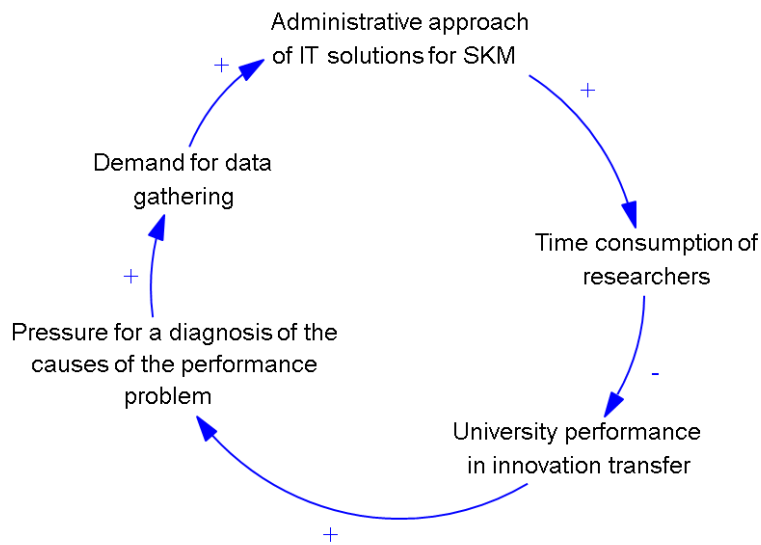 Administrative approach
of IT solutions for SKM
+
+
Demand for data
gathering
Time consumption of
researchers
+
Pressure for a diagnosis of the
causes of the performance
problem
-
University performance
in innovation transfer
+